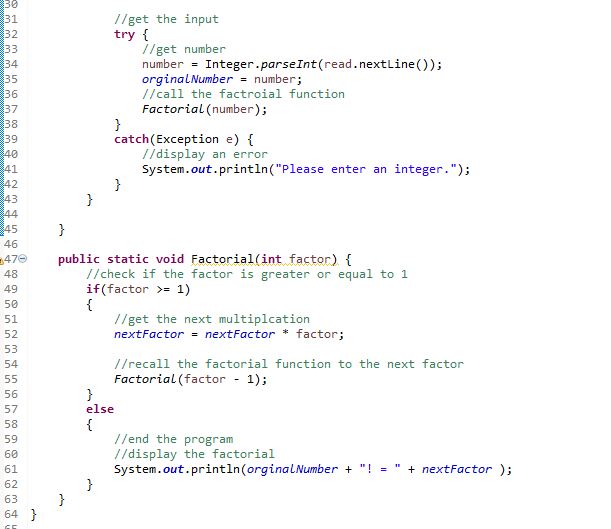 30
31 //get the input
32 try {
33 //get number
34 number = Integer.parseInt(read.nextLine());
35 orginalNumber = number;
36 //call the factroial function
37 Factorial(number);
38 }
39 catch(Exception e) {
40 //display an error
41 System.out.println("Please enter an integer.");
42 }
43 }
44
45 }
46
47 public static void Factorial(int factor) {
48 //check if the factor is greater or equal to 1
49 if(factor >= 1)
50 {
51 //get the next multiplcation
52 nextFactor = nextFactor * factor;
53
54 //recall the factorial function to the next factor
55 Factorial(factor - 1);
56 }
57 else
58 {
59 //end the program
60 //display the factorial
61 System.out.println(orginalNumber + "! = " + nextFactor );
62 }
63 }
64 }
65